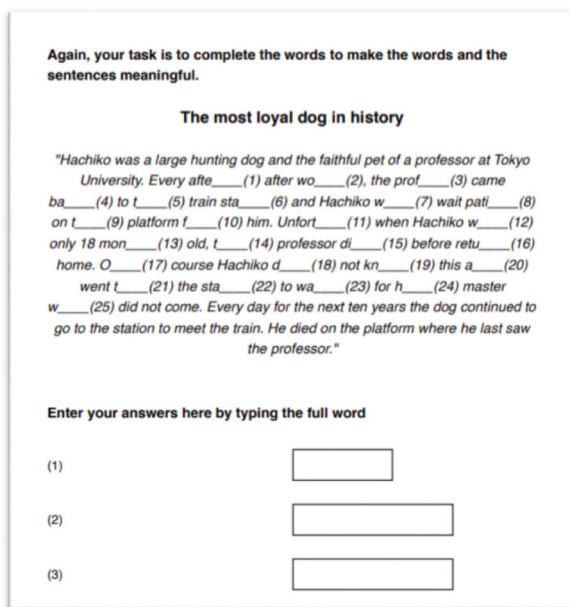 Again, your task is to complete the words to make the words and the
sentences meaningful.
The most loyal dog in history
"Hachiko was a large hunting dog and the faithful pet of a professor at Tokyo
University. Every afte____(1) after wo____(2), the prof____(3) came
ba____(4) to t____(5) train sta____(6) and Hachiko w____(7) wait pati____(8)
on t____(9) platform f____(10) him. Unfort____(11) when Hachiko w____(12)
only 18 mon____(13) old, t____(14) professor di____(15) before retu____(16)
home. O____(17) course Hachiko d____(18) not kn____(19) this a____(20)
went t____(21) the sta____(22) to wa____(23) for h____(24) master
w____(25) did not come. Every day for the next ten years the dog continued to
go to the station to meet the train. He died on the platform where he last saw
the professor."
Enter your answers here by typing the full word
(1)
(2)
(3)